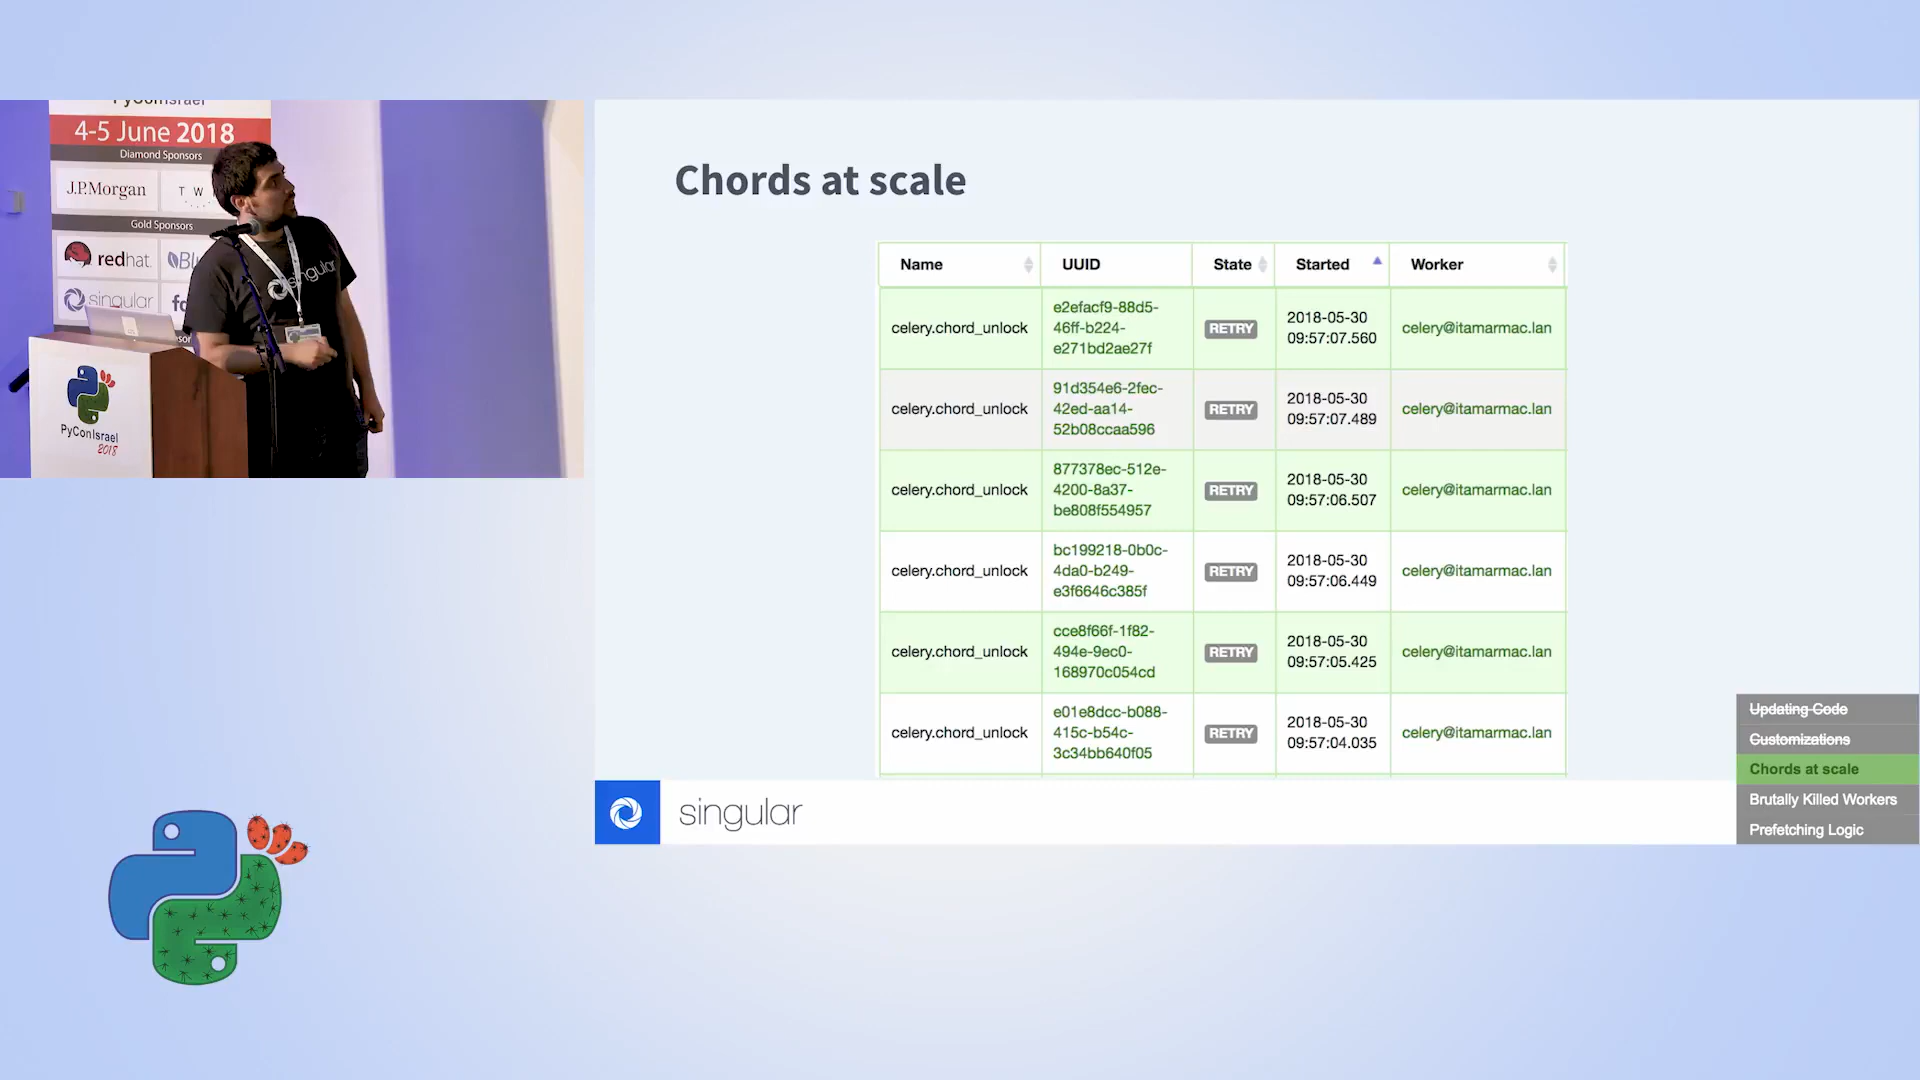 PyConIsrael
4-5 June 2018
Diamond Sponsors
J.P.Morgan
T W
Gold Sponsors
redhat
singular
singular
PyConIsrael
2018
Chords at scale
Name UUID State Started Worker
celery.chord_unlock e2efacf9-88d5-46ff-b224-e271bd2ae27f RETRY 2018-05-30 09:57:07.560 celery@itamarmac.lan
celery.chord_unlock 91d354e6-2fec-42ed-aa14-52b08ccaa596 RETRY 2018-05-30 09:57:07.489 celery@itamarmac.lan
celery.chord_unlock 877378ec-512e-4200-8a37-be808f554957 RETRY 2018-05-30 09:57:06.507 celery@itamarmac.lan
celery.chord_unlock bc199218-0b0c-4da0-b249-e3f6646c385f RETRY 2018-05-30 09:57:06.449 celery@itamarmac.lan
celery.chord_unlock cce8f66f-1f82-494e-9ec0-168970c054cd RETRY 2018-05-30 09:57:05.425 celery@itamarmac.lan
celery.chord_unlock e01e8dcc-b088-415c-b54c-3c34bb640f05 RETRY 2018-05-30 09:57:04.035 celery@itamarmac.lan
singular
Updating Code
Customizations
Chords at scale
Brutally Killed Workers
Prefetching Logic